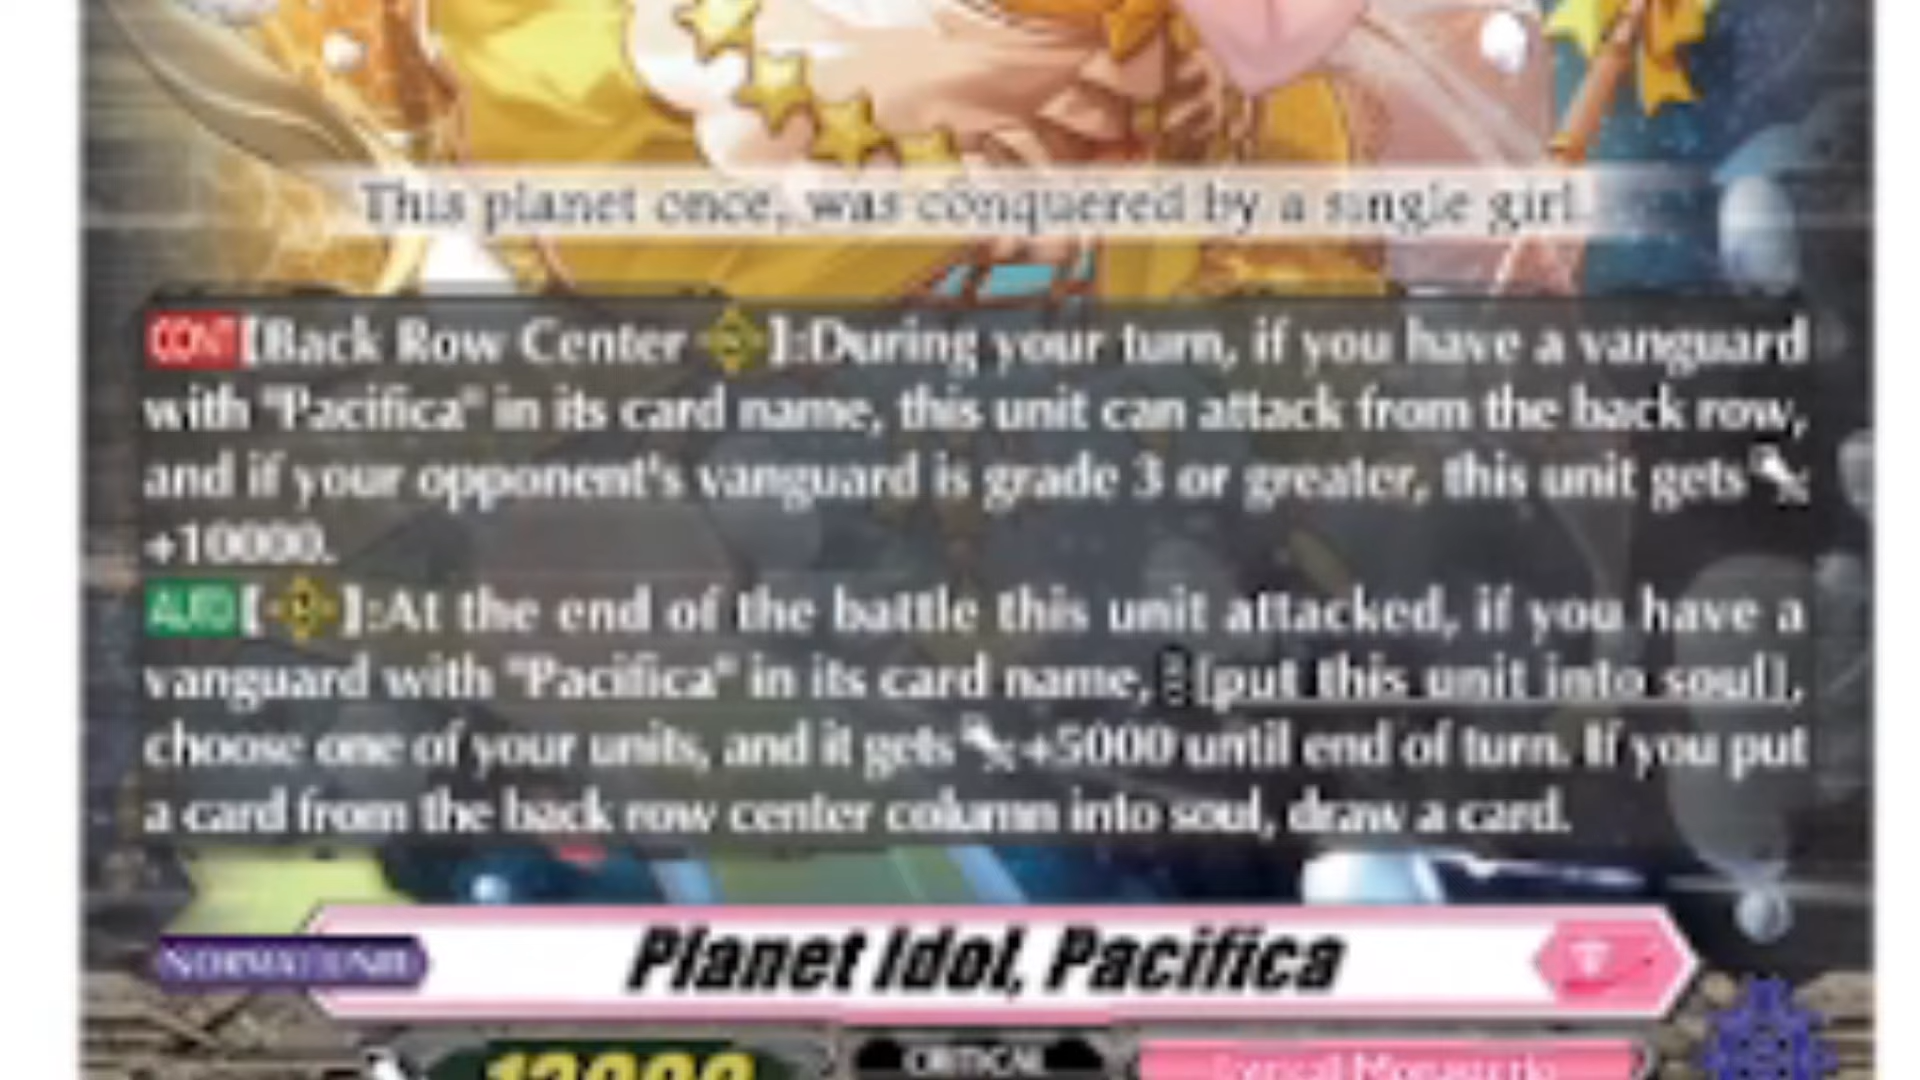 This planet once, was conquered by a single girl.
CONT [Back Row Center R]:During your turn, if you have a vanguard
with "Pacifica" in its card name, this unit can attack from the back row,
and if your opponent's vanguard is grade 3 or greater, this unit gets
+10000.
AUTO [R]:At the end of the battle this unit attacked, if you have a
vanguard with "Pacifica" in its card name, [put this unit into soul],
choose one of your units, and it gets +5000 until end of turn. If you put
a card from the back row center column into soul, draw a card.
NORMAL UNIT Planet Idol, Pacifica
13000 CRITICAL Lyrical Monasterio